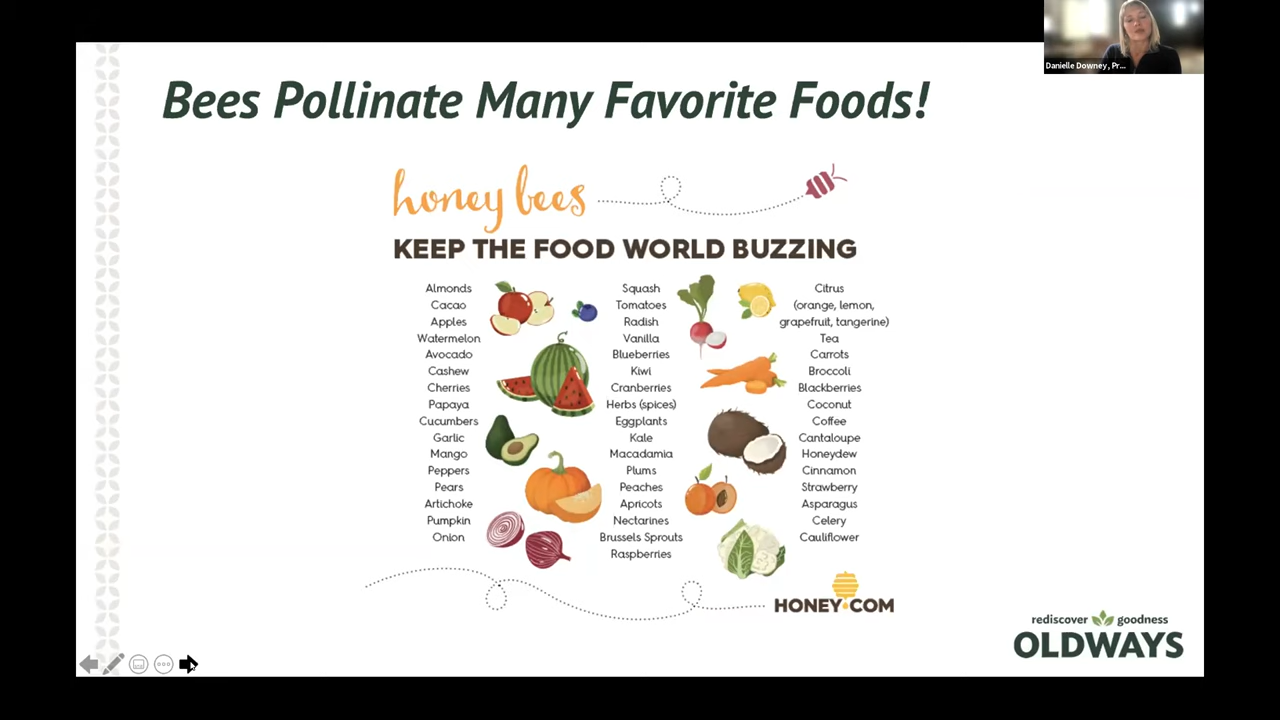 Danielle Downey, Pr...
Bees Pollinate Many Favorite Foods!
honey bees
KEEP THE FOOD WORLD BUZZING
Almonds
Cacao
Apples
Watermelon
Avocado
Cashew
Cherries
Papaya
Cucumbers
Garlic
Mango
Peppers
Pears
Artichoke
Pumpkin
Onion
Squash
Tomatoes
Radish
Vanilla
Blueberries
Kiwi
Cranberries
Herbs (spices)
Eggplants
Kale
Macadamia
Plums
Peaches
Apricots
Nectarines
Brussels Sprouts
Raspberries
Citrus
(orange, lemon,
grapefruit, tangerine)
Tea
Carrots
Broccoli
Blackberries
Coconut
Coffee
Cantaloupe
Honeydew
Cinnamon
Strawberry
Asparagus
Celery
Cauliflower
HONEY.COM
rediscover goodness
OLDWAYS